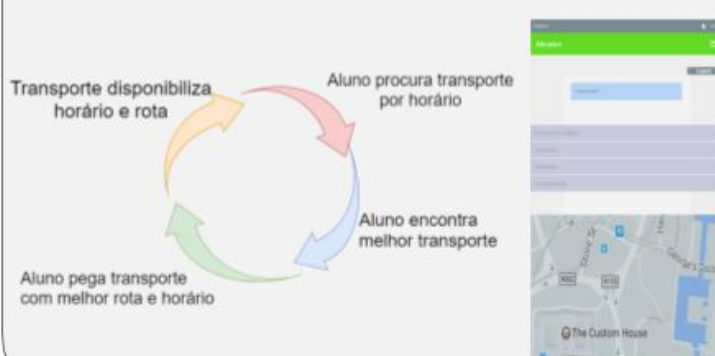 Transporte disponibiliza
horário e rota
Aluno procura transporte
por horário
Aluno encontra
melhor transporte
Aluno pega transporte
com melhor rota e horário
The Custom House